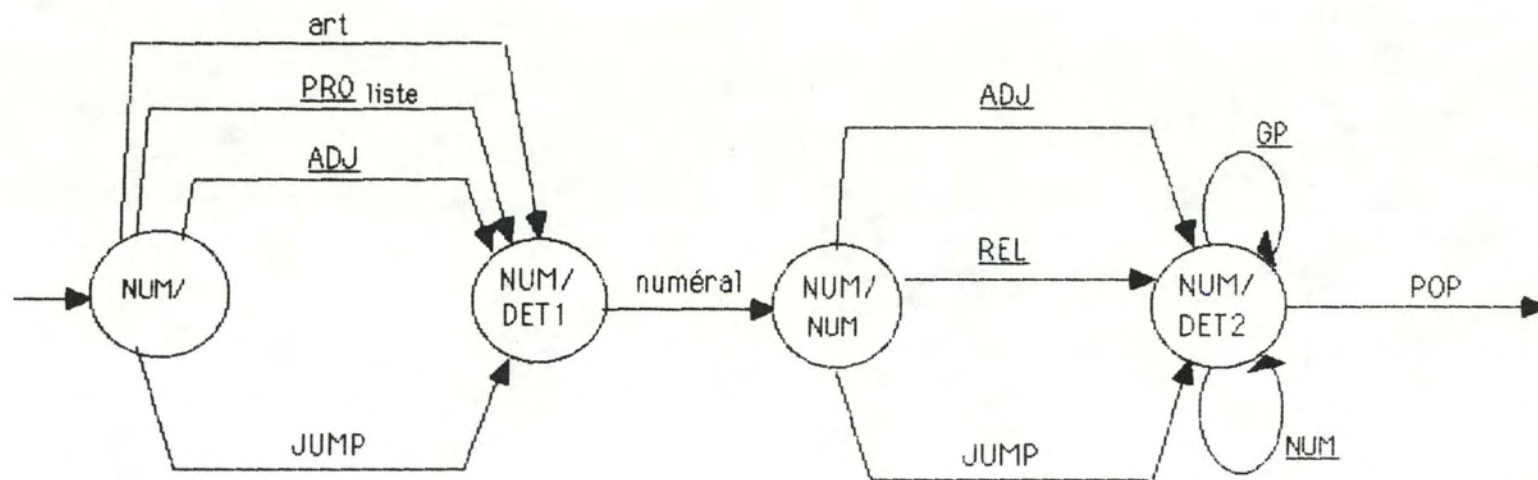 art
PRO liste
ADJ
NUM/
NUM/
DET1
JUMP
numéral
NUM/
NUM
ADJ
REL
JUMP
GP
NUM/
DET2
NUM
POP